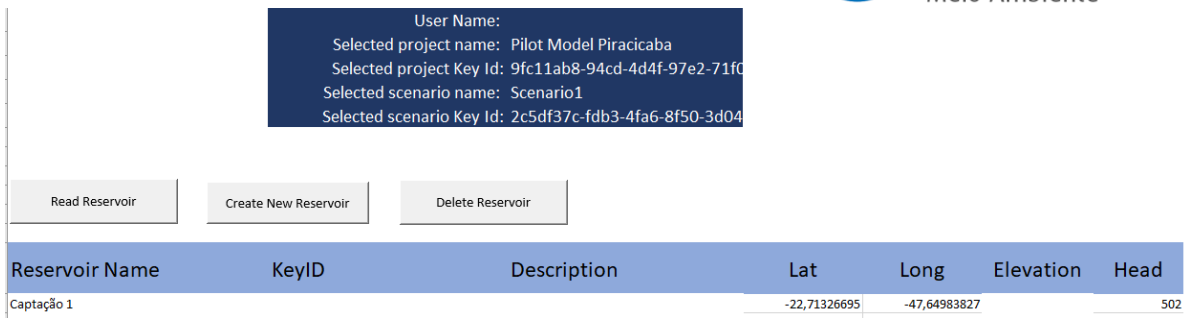 Meio Ambiente
User Name:
Selected project name: Pilot Model Piracicaba
Selected project Key Id: 9fc11ab8-94cd-4d4f-97e2-71f0
Selected scenario name: Scenario1
Selected scenario Key Id: 2c5df37c-fdb3-4fa6-8f50-3d04
Read Reservoir Create New Reservoir Delete Reservoir
Reservoir Name KeyID Description Lat Long Elevation Head
Captação 1 -22,71326695 -47,64983827 502